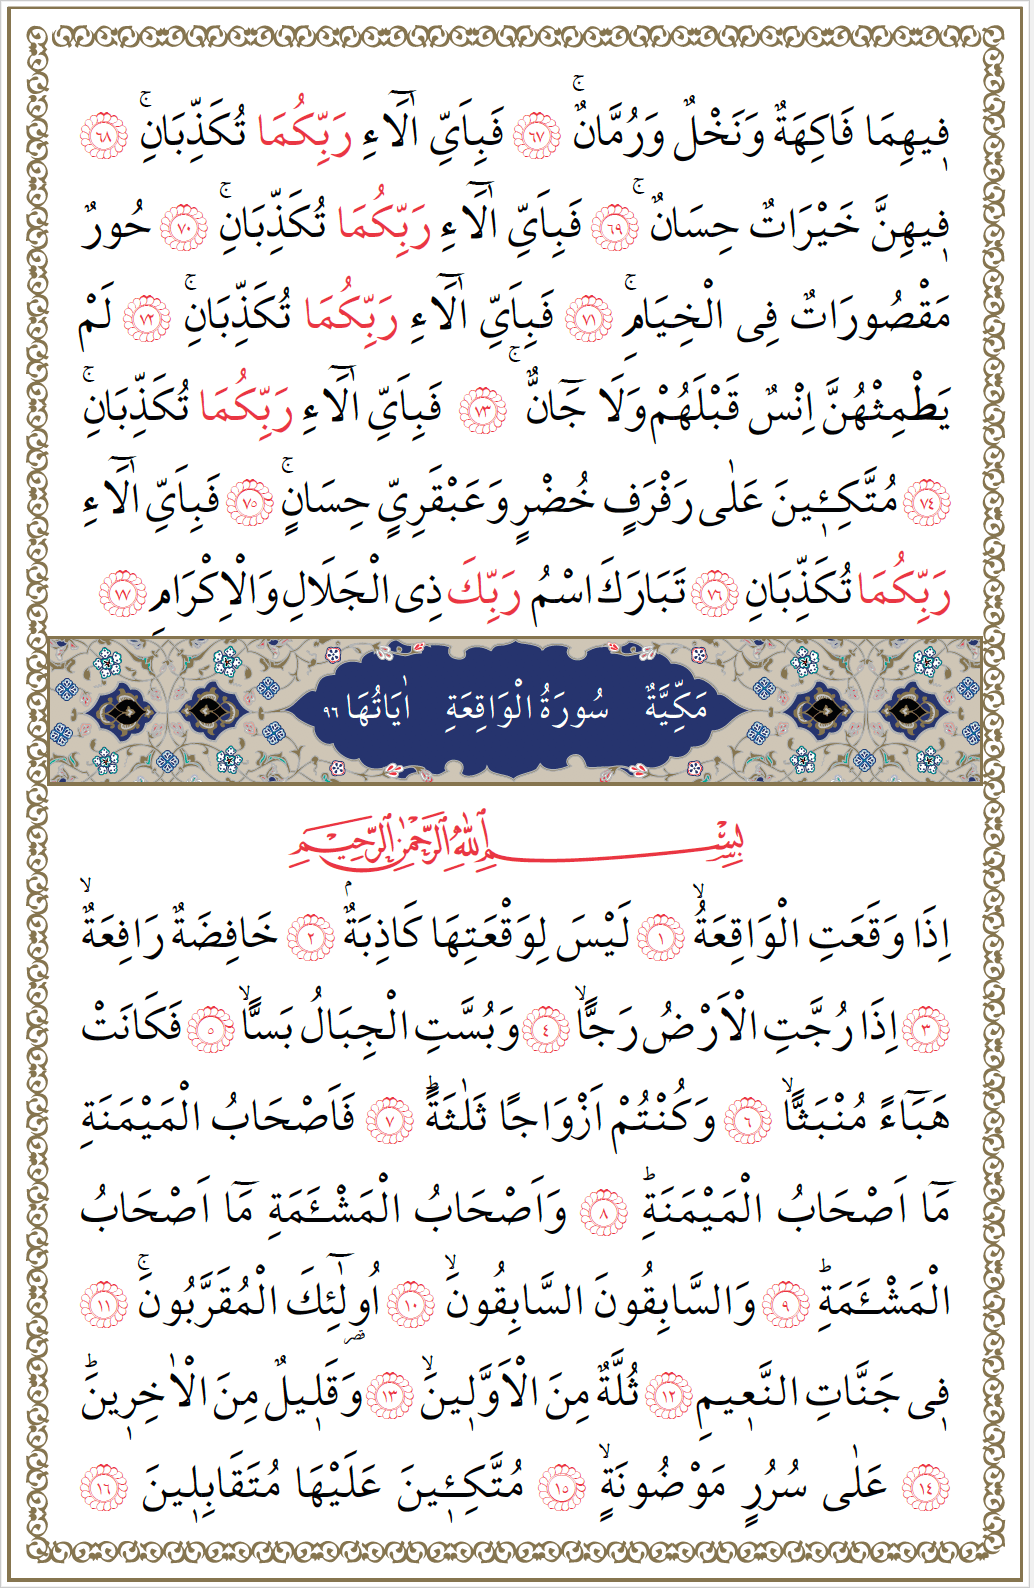 ف۪يهِمَا فَاكِهَةٌ وَنَخْلٌ وَرُمَّانٌۚ ﴿٦٧﴾ فَبِاَيِّ اٰلَٓاءِ رَبِّكُمَا تُكَذِّبَانِۚ ﴿٦٨﴾
ف۪يهِنَّ خَيْرَاتٌ حِسَانٌۚ ﴿٦٩﴾ فَبِاَيِّ اٰلَٓاءِ رَبِّكُمَا تُكَذِّبَانِۚ ﴿٧٠﴾ حُورٌ
مَقْصُورَاتٌ فِى الْخِيَامِۚ ﴿٧١﴾ فَبِاَيِّ اٰلَٓاءِ رَبِّكُمَا تُكَذِّبَانِۚ ﴿٧٢﴾ لَمْ
يَطْمِثْهُنَّ اِنْسٌ قَبْلَهُمْ وَلَا جَٓانٌّۚ ﴿٧٣﴾ فَبِاَيِّ اٰلَٓاءِ رَبِّكُمَا تُكَذِّبَانِۚ
﴿٧٤﴾ مُتَّكِـ۪ٔينَ عَلٰى رَفْرَفٍ خُضْرٍ وَعَبْقَرِيٍّ حِسَانٍۚ ﴿٧٥﴾ فَبِاَيِّ اٰلَٓاءِ
رَبِّكُمَا تُكَذِّبَانِ ﴿٧٦﴾ تَبَارَكَ اسْمُ رَبِّكَ ذِى الْجَلَالِ وَالْاِكْرَامِ ﴿٧٧﴾
مَكِّيَّةٌ سُورَةُ الْوَاقِعَةِ اٰيَاتُهَا ٩٦
بِسْمِ اللّٰهِ الرَّحْمٰنِ الرَّحِيمِ
اِذَا وَقَعَتِ الْوَاقِعَةُۙ ﴿١﴾ لَيْسَ لِوَقْعَتِهَا كَاذِبَةٌۢ ﴿٢﴾ خَافِضَةٌ رَافِعَةٌۙ
﴿٣﴾ اِذَا رُجَّتِ الْاَرْضُ رَجًّاۙ ﴿٤﴾ وَبُسَّتِ الْجِبَالُ بَسًّاۙ ﴿٥﴾ فَكَانَتْ
هَبَٓاءً مُنْبَثًّاۙ ﴿٦﴾ وَكُنْتُمْ اَزْوَاجًا ثَلٰثَةًۜ ﴿٧﴾ فَاَصْحَابُ الْمَيْمَنَةِ
مَٓا اَصْحَابُ الْمَيْمَنَةِۜ ﴿٨﴾ وَاَصْحَابُ الْمَشْـَٔمَةِ مَٓا اَصْحَابُ
الْمَشْـَٔمَةِۜ ﴿٩﴾ وَالسَّابِقُونَ السَّابِقُونَۙ ﴿١٠﴾ اُو۬لٰٓئِكَ الْمُقَرَّبُونَۚ ﴿١١﴾
ف۪ى جَنَّاتِ النَّع۪يمِ ﴿١٢﴾ ثُلَّةٌ مِنَ الْاَوَّل۪ينَۙ ﴿١٣﴾ وَقَل۪يلٌ مِنَ الْاٰخِر۪ينَۜ
﴿١٤﴾ عَلٰى سُرُرٍ مَوْضُونَةٍۙ ﴿١٥﴾ مُتَّكِـ۪ٔينَ عَلَيْهَا مُتَقَابِل۪ينَ ﴿١٦﴾